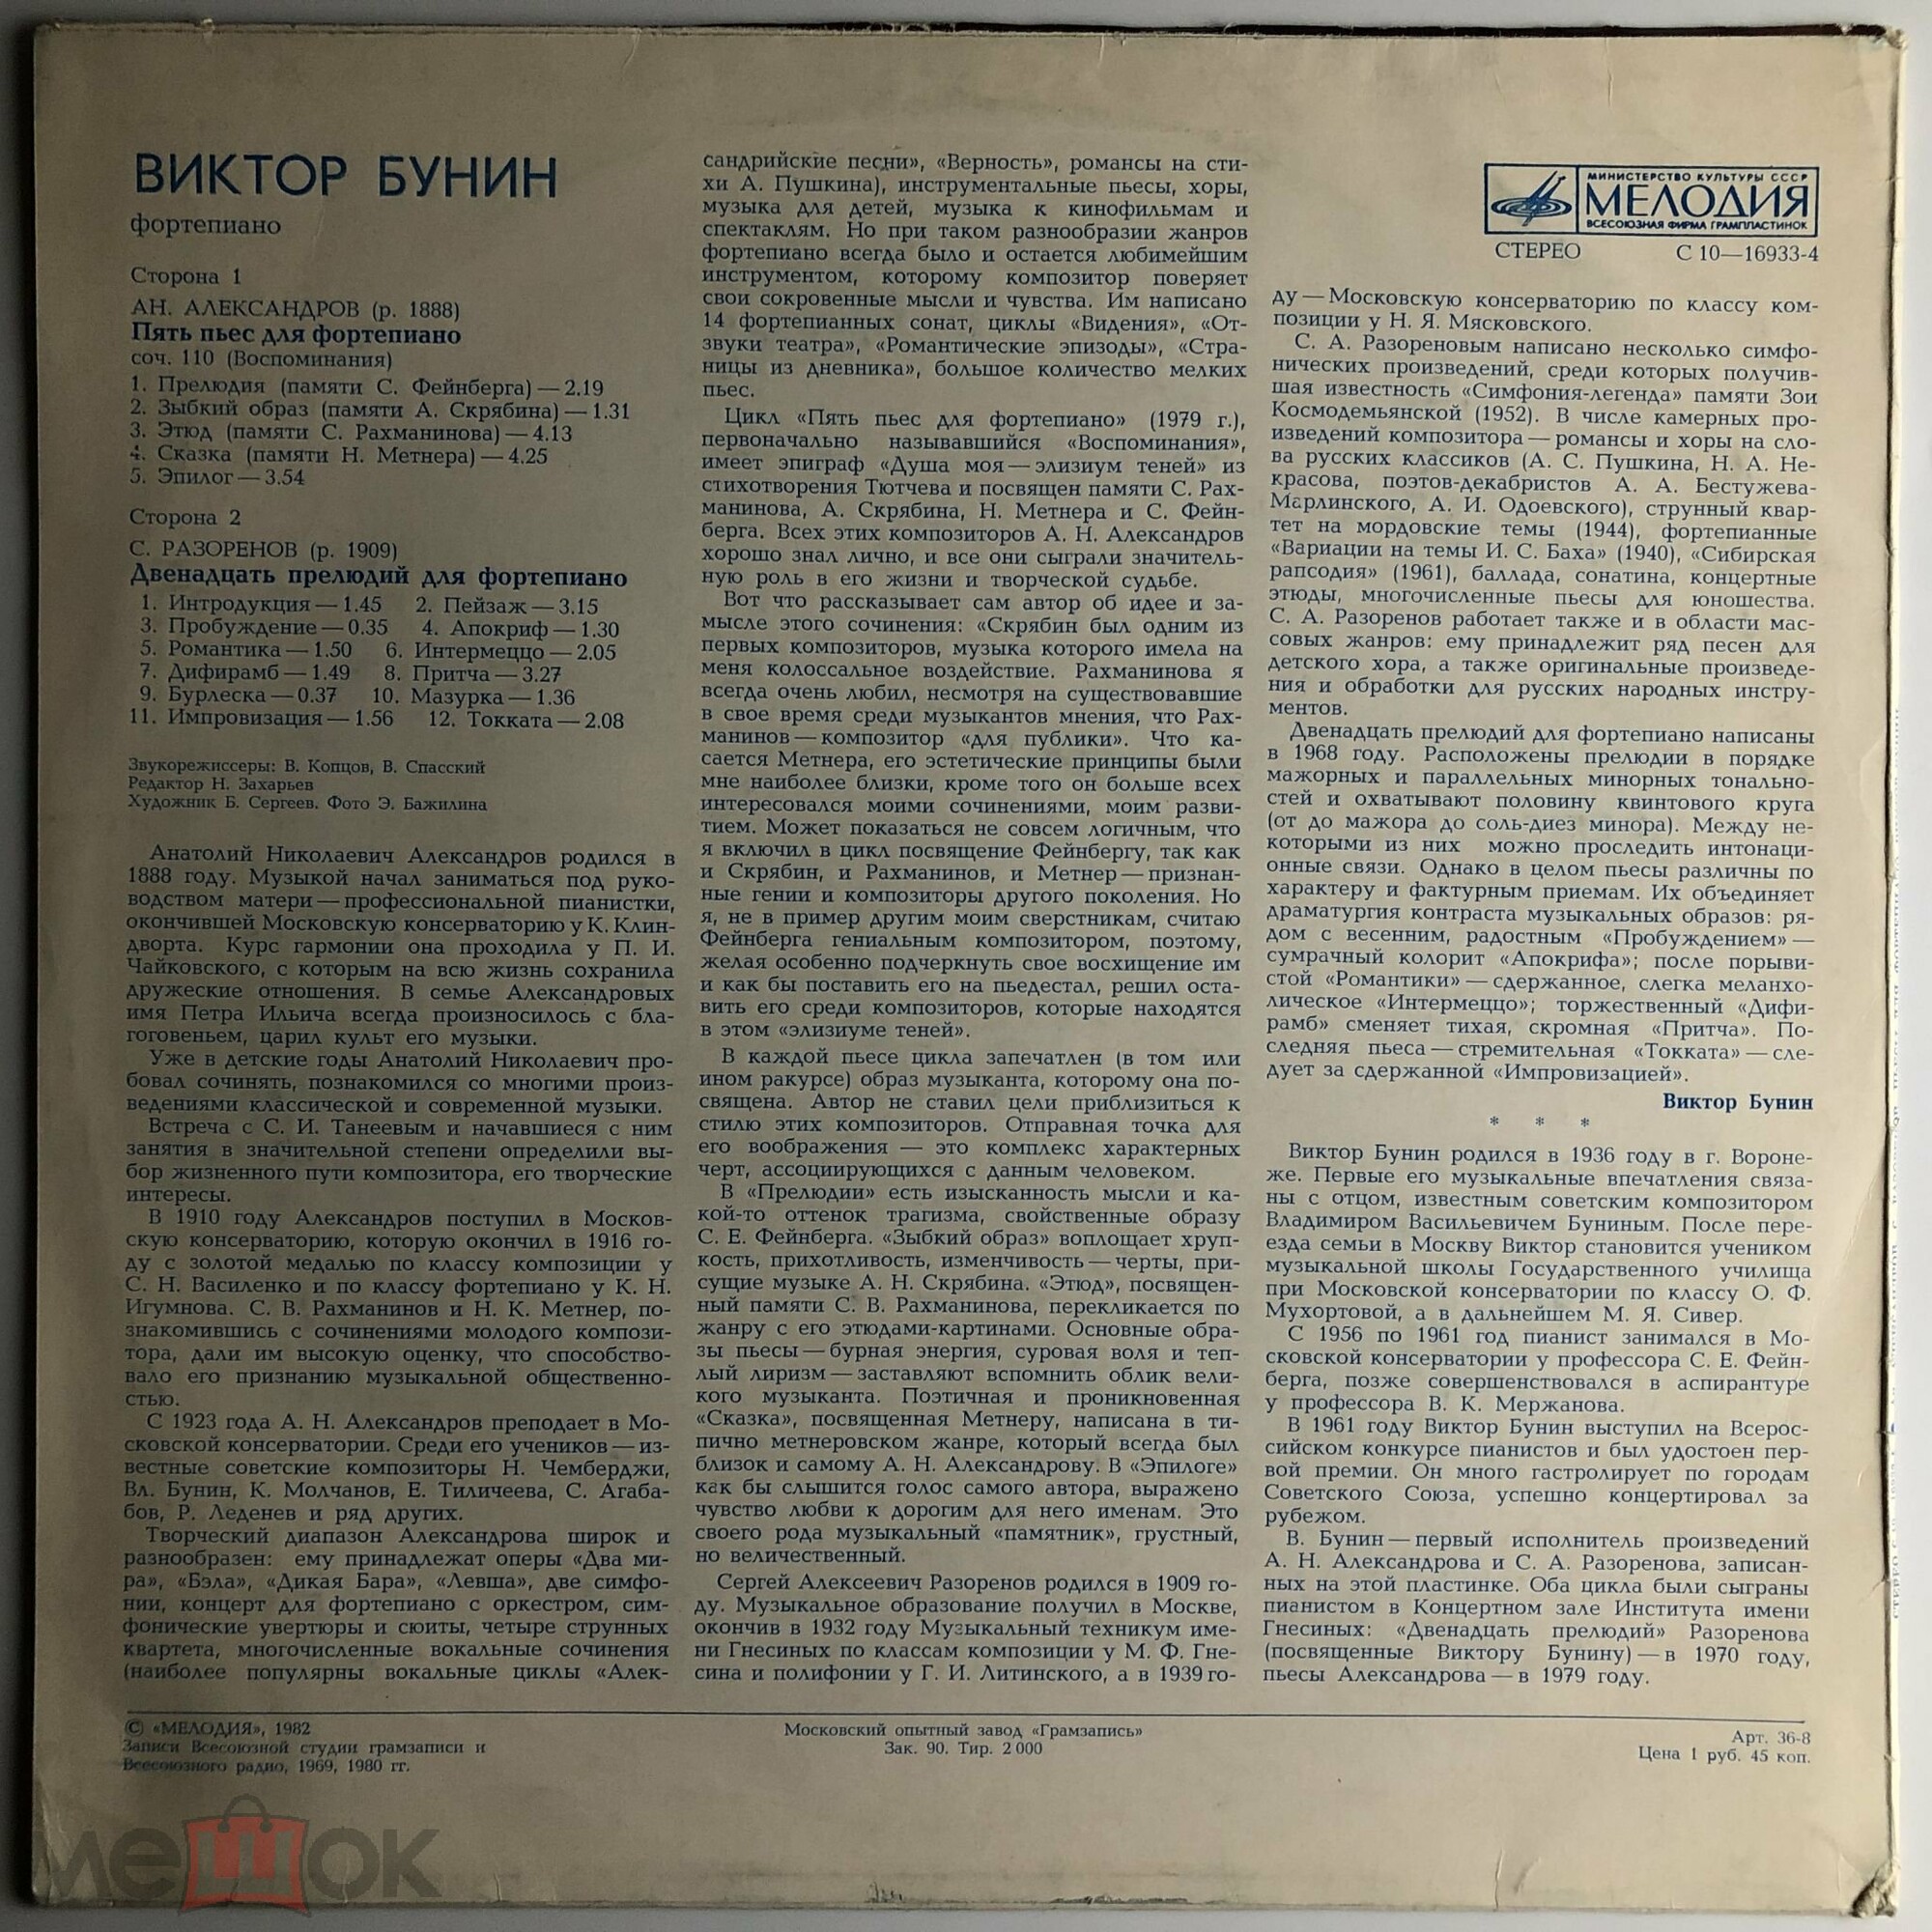 ВИКТОР БУНИН
фортепиано
Сторона 1
АН. АЛЕКСАНДРОВ (р. 1888)
Пять пьес для фортепиано
соч. 110 (Воспоминания)
1. Прелюдия (памяти С. Фейнберга) — 2.19
2. Зыбкий образ (памяти А. Скрябина) — 1.31
3. Этюд (памяти С. Рахманинова) — 4.13
4. Сказка (памяти Н. Метнера) — 4.25
5. Эпилог — 3.54
Сторона 2
С. РАЗОРЕНОВ (р. 1909)
Двенадцать прелюдий для фортепиано
1. Интродукция — 1.45 2. Пейзаж — 3.15
3. Пробуждение — 0.35 4. Апокриф — 1.30
5. Романтика — 1.50 6. Интермеццо — 2.05
7. Дифирамб — 1.49 8. Притча — 3.27
9. Бурлеска — 0.37 10. Мазурка — 1.36
11. Импровизация — 1.56 12. Токката — 2.08
Звукорежиссеры: В. Копцов, В. Спасский
Редактор Н. Захарьев
Художник Б. Сергеев. Фото Э. Бажилина
Анатолий Николаевич Александров родился в
1888 году. Музыкой начал заниматься под руко-
водством матери — профессиональной пианистки,
окончившей Московскую консерваторию у К. Клин-
дворта. Курс гармонии она проходила у П. И.
Чайковского, с которым на всю жизнь сохранила
дружеские отношения. В семье Александровых
имя Петра Ильича всегда произносилось с бла-
гоговеньем, царил культ его музыки.
Уже в детские годы Анатолий Николаевич про-
бовал сочинять, познакомился со многими произ-
ведениями классической и современной музыки.
Встреча с С. И. Танеевым и начавшиеся с ним
занятия в значительной степени определили вы-
бор жизненного пути композитора, его творческие
интересы.
В 1910 году Александров поступил в Москов-
скую консерваторию, которую окончил в 1916 го-
ду с золотой медалью по классу композиции у
С. Н. Василенко и по классу фортепиано у К. Н.
Игумнова. С. В. Рахманинов и Н. К. Метнер, по-
знакомившись с сочинениями молодого компози-
тора, дали им высокую оценку, что способство-
вало его признанию музыкальной общественно-
стью.
С 1923 года А. Н. Александров преподает в Мо-
сковской консерватории. Среди его учеников — из-
вестные советские композиторы Н. Чемберджи,
Вл. Бунин, К. Молчанов, Е. Тиличеева, С. Агаба-
бов, Р. Леденев и ряд других.
Творческий диапазон Александрова широк и
разнообразен: ему принадлежат оперы «Два ми-
ра», «Бэла», «Дикая Бара», «Левша», две симфо-
нии, концерт для фортепиано с оркестром, сим-
фонические увертюры и сюиты, четыре струнных
квартета, многочисленные вокальные сочинения
(наиболее популярны вокальные циклы «Алек-
сандрийские песни», «Верность», романсы на сти-
хи А. Пушкина), инструментальные пьесы, хоры,
музыка для детей, музыка к кинофильмам и
спектаклям. Но при таком разнообразии жанров
фортепиано всегда было и остается любимейшим
инструментом, которому композитор поверяет
свои сокровенные мысли и чувства. Им написано
14 фортепианных сонат, циклы «Видения», «От-
звуки театра», «Романтические эпизоды», «Стра-
ницы из дневника», большое количество мелких
пьес.
Цикл «Пять пьес для фортепиано» (1979 г.),
первоначально называвшийся «Воспоминания»,
имеет эпиграф «Душа моя — элизиум теней» из
стихотворения Тютчева и посвящен памяти С. Рах-
манинова, А. Скрябина, Н. Метнера и С. Фейн-
берга. Всех этих композиторов А. Н. Александров
хорошо знал лично, и все они сыграли значитель-
ную роль в его жизни и творческой судьбе.
Вот что рассказывает сам автор об идее и за-
мысле этого сочинения: «Скрябин был одним из
первых композиторов, музыка которого имела на
меня колоссальное воздействие. Рахманинова я
всегда очень любил, несмотря на существовавшие
в свое время среди музыкантов мнения, что Рах-
манинов — композитор «для публики». Что ка-
сается Метнера, его эстетические принципы были
мне наиболее близки, кроме того он больше всех
интересовался моими сочинениями, моим разви-
тием. Может показаться не совсем логичным, что
я включил в цикл посвящение Фейнбергу, так как
и Скрябин, и Рахманинов, и Метнер — признан-
ные гении и композиторы другого поколения. Но
я, не в пример другим моим сверстникам, считаю
Фейнберга гениальным композитором, поэтому,
желая особенно подчеркнуть свое восхищение им
и как бы поставить его на пьедестал, решил оста-
вить его среди композиторов, которые находятся
в этом «элизиуме теней».
В каждой пьесе цикла запечатлен (в том или
ином ракурсе) образ музыканта, которому она по-
священа. Автор не ставил цели приблизиться к
стилю этих композиторов. Отправная точка для
его воображения — это комплекс характерных
черт, ассоциирующихся с данным человеком.
В «Прелюдии» есть изысканность мысли и ка-
кой-то оттенок трагизма, свойственные образу
С. Е. Фейнберга. «Зыбкий образ» воплощает хруп-
кость, прихотливость, изменчивость — черты, при-
сущие музыке А. Н. Скрябина. «Этюд», посвящен-
ный памяти С. В. Рахманинова, перекликается по
жанру с его этюдами-картинами. Основные обра-
зы пьесы — бурная энергия, суровая воля и теп-
лый лиризм — заставляют вспомнить облик вели-
кого музыканта. Поэтичная и проникновенная
«Сказка», посвященная Метнеру, написана в ти-
пично метнеровском жанре, который всегда был
близок и самому А. Н. Александрову. В «Эпилоге»
как бы слышится голос самого автора, выражено
чувство любви к дорогим для него именам. Это
своего рода музыкальный «памятник», грустный,
но величественный.
Сергей Алексеевич Разоренов родился в 1909 го-
ду. Музыкальное образование получил в Москве,
окончив в 1932 году Музыкальный техникум име-
ни Гнесиных по классам композиции у М. Ф. Гне-
сина и полифонии у Г. И. Литинского, а в 1939 го-
МИНИСТЕРСТВО КУЛЬТУРЫ СССР
МЕЛОДИЯ
ВСЕСОЮЗНАЯ ФИРМА ГРАМПЛАСТИНОК
СТЕРЕО С 10—16933-4
ду — Московскую консерваторию по классу ком-
позиции у Н. Я. Мясковского.
С. А. Разореновым написано несколько симфо-
нических произведений, среди которых получив-
шая известность «Симфония-легенда» памяти Зои
Космодемьянской (1952). В числе камерных про-
изведений композитора — романсы и хоры на сло-
ва русских классиков (А. С. Пушкина, Н. А. Не-
красова, поэтов-декабристов А. А. Бестужева-
Марлинского, А. И. Одоевского), струнный квар-
тет на мордовские темы (1944), фортепианные
«Вариации на темы И. С. Баха» (1940), «Сибирская
рапсодия» (1961), баллада, сонатина, концертные
этюды, многочисленные пьесы для юношества.
С. А. Разоренов работает также и в области мас-
совых жанров: ему принадлежит ряд песен для
детского хора, а также оригинальные произведе-
ния и обработки для русских народных инстру-
ментов.
Двенадцать прелюдий для фортепиано написаны
в 1968 году. Расположены прелюдии в порядке
мажорных и параллельных минорных тонально-
стей и охватывают половину квинтового круга
(от до мажора до соль-диез минора). Между не-
которыми из них можно проследить интонаци-
онные связи. Однако в целом пьесы различны по
характеру и фактурным приемам. Их объединяет
драматургия контраста музыкальных образов: ря-
дом с весенним, радостным «Пробуждением» —
сумрачный колорит «Апокрифа»; после порыви-
стой «Романтики» — сдержанное, слегка меланхо-
лическое «Интермеццо»; торжественный «Дифи-
рамб» сменяет тихая, скромная «Притча». По-
следняя пьеса — стремительная «Токката» — сле-
дует за сдержанной «Импровизацией».
Виктор Бунин
* * *
Виктор Бунин родился в 1936 году в г. Вороне-
же. Первые его музыкальные впечатления связа-
ны с отцом, известным советским композитором
Владимиром Васильевичем Буниным. После пере-
езда семьи в Москву Виктор становится учеником
музыкальной школы Государственного училища
при Московской консерватории по классу О. Ф.
Мухортовой, а в дальнейшем М. Я. Сивер.
С 1956 по 1961 год пианист занимался в Мо-
сковской консерватории у профессора С. Е. Фейн-
берга, позже совершенствовался в аспирантуре
у профессора В. К. Мержанова.
В 1961 году Виктор Бунин выступил на Всерос-
сийском конкурсе пианистов и был удостоен пер-
вой премии. Он много гастролирует по городам
Советского Союза, успешно концертировал за
рубежом.
В. Бунин — первый исполнитель произведений
А. Н. Александрова и С. А. Разоренова, записан-
ных на этой пластинке. Оба цикла были сыграны
пианистом в Концертном зале Института имени
Гнесиных: «Двенадцать прелюдий» Разоренова
(посвященные Виктору Бунину) — в 1970 году,
пьесы Александрова — в 1979 году.
© «МЕЛОДИЯ», 1982
Записи Всесоюзной студии грамзаписи и
Всесоюзного радио, 1969, 1980 гг.
Московский опытный завод «Грамзапись»
Зак. 90. Тир. 2 000
Арт. 36-8
Цена 1 руб. 45 коп.
мешок